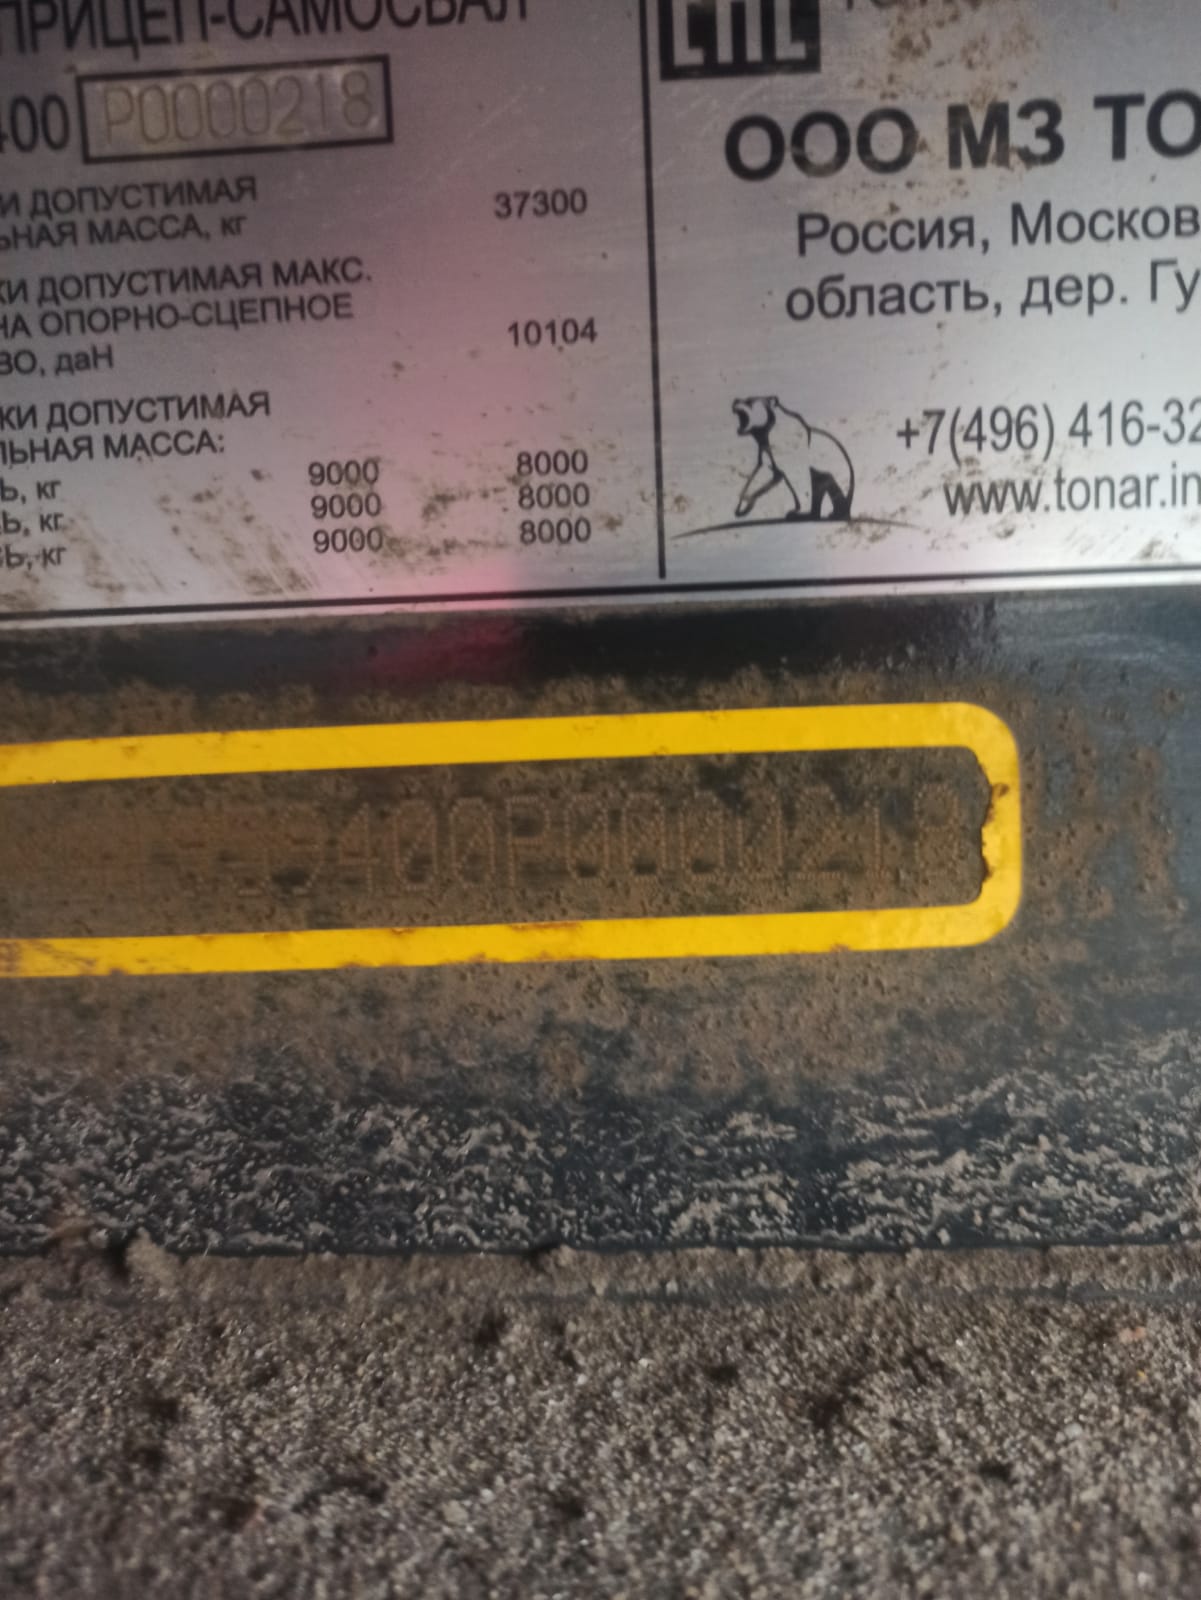 ПРИЦЕП-САМОСВАЛ
400 P0000218
И ДОПУСТИМАЯ
ЬНАЯ МАССА, кг 37300
КИ ДОПУСТИМАЯ МАКС.
НА ОПОРНО-СЦЕПНОЕ
ВО, даН 10104
КИ ДОПУСТИМАЯ
ЛЬНАЯ МАССА:
Ь, кг 9000 8000
Ь, кг 9000 8000
Ь, кг 9000 8000
ООО МЗ ТО
Россия, Москов
область, дер. Гу
+7(496) 416-32
www.tonar.in
9400P0000218